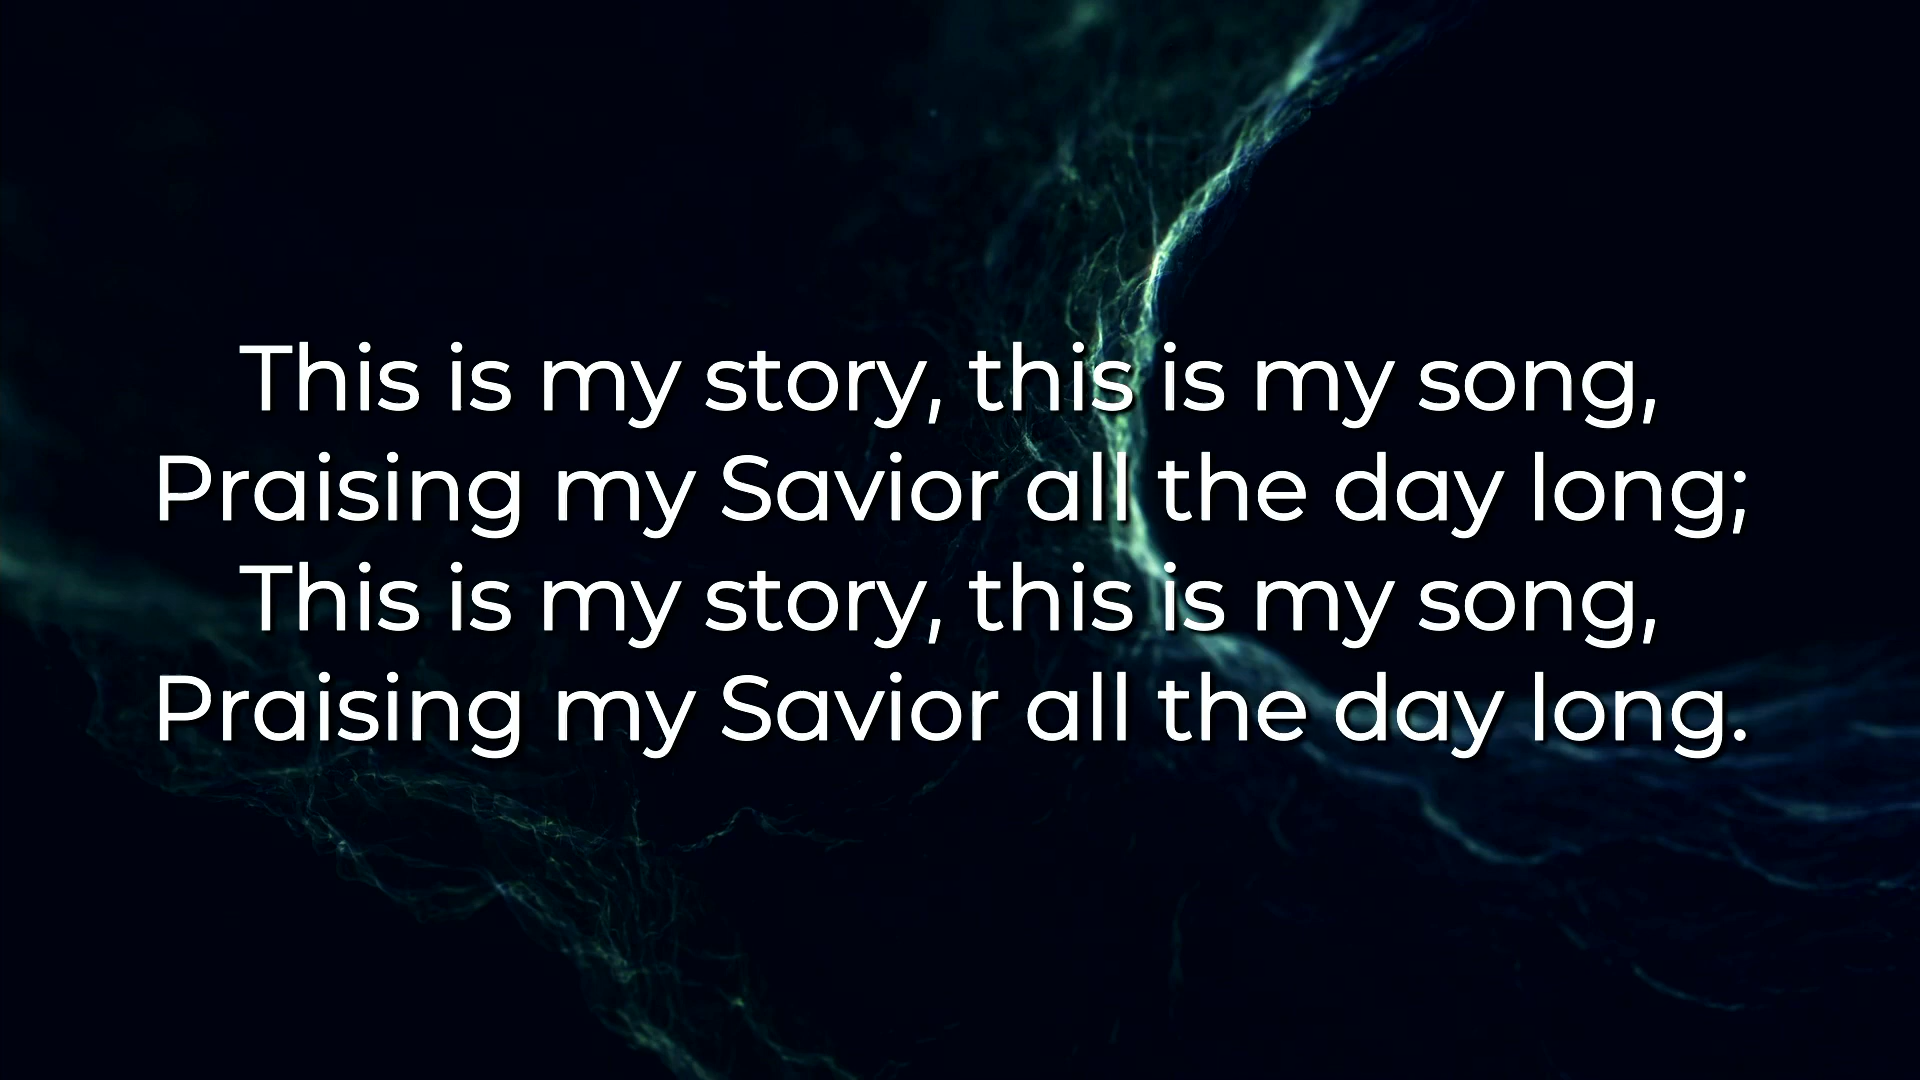 This is my story, this is my song,
Praising my Savior all the day long;
This is my story, this is my song,
Praising my Savior all the day long.